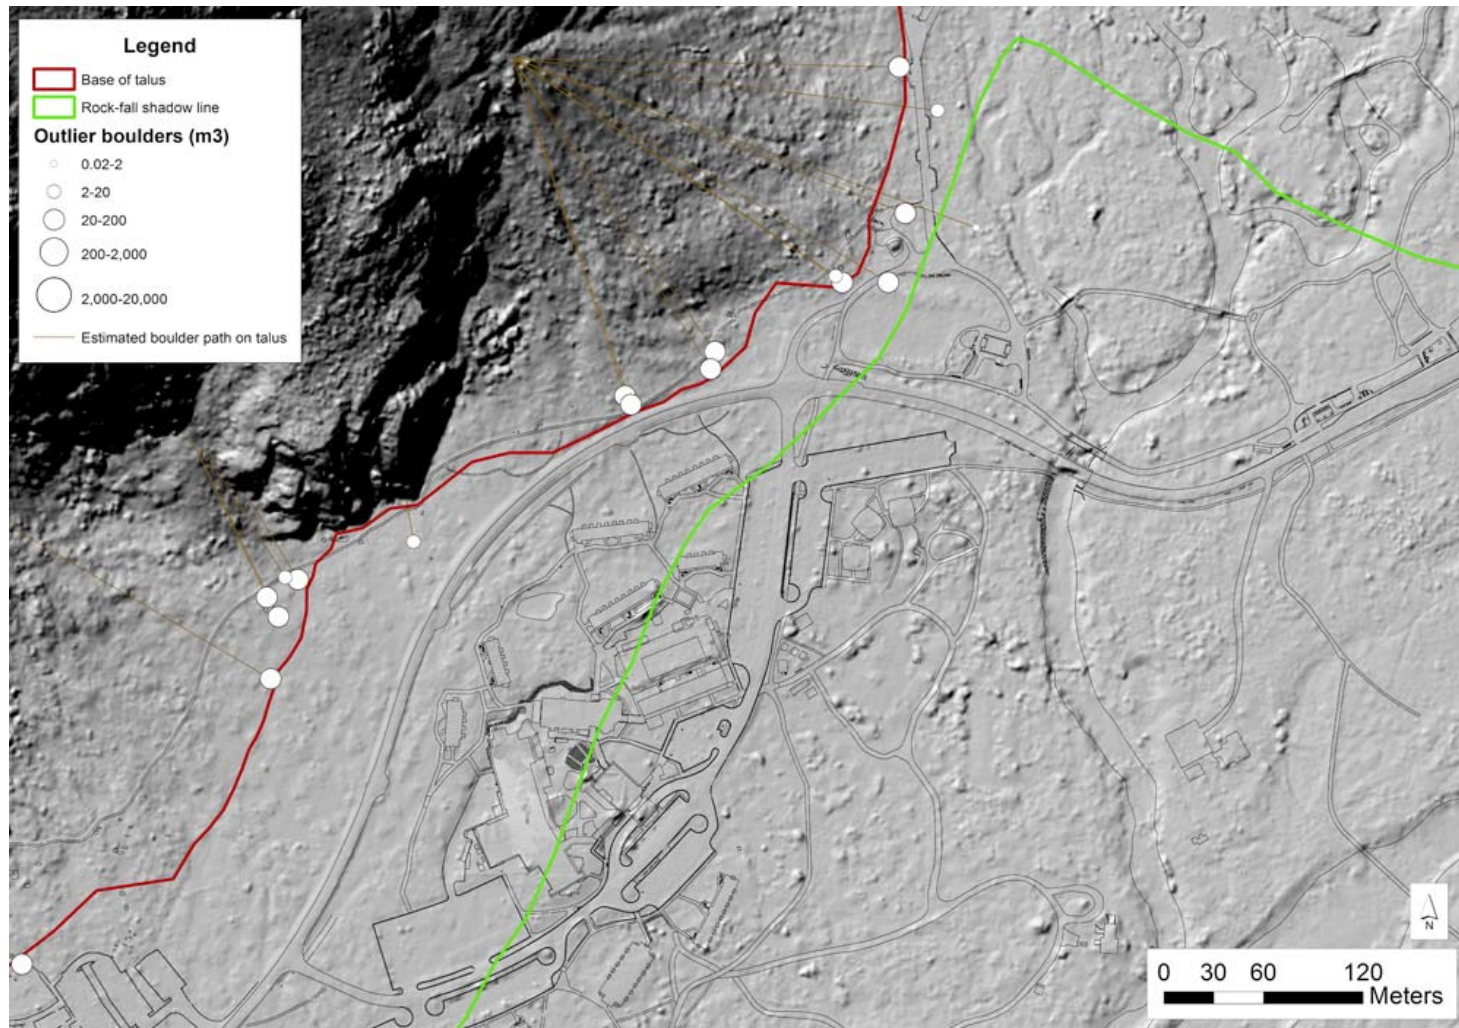 Legend
Base of talus
Rock-fall shadow line
Outlier boulders (m3)
0.02-2
2-20
20-200
200-2,000
2,000-20,000
Estimated boulder path on talus
N
0 30 60 120
Meters